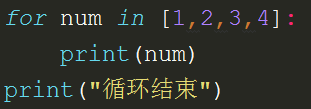 for num in [1,2,3,4]:
    print(num)
print("循环结束")